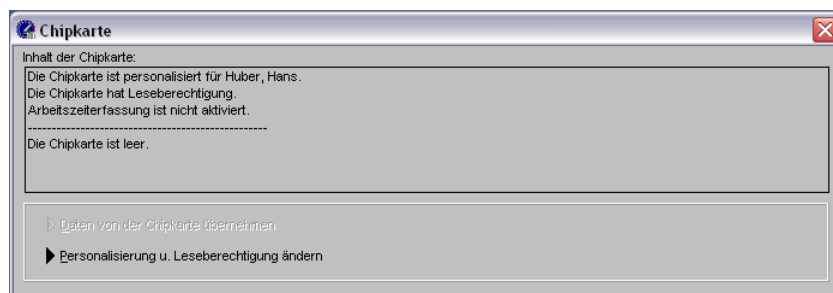 Chipkarte
Inhalt der Chipkarte:
Die Chipkarte ist personalisiert für Huber, Hans.
Die Chipkarte hat Leseberechtigung.
Arbeitszeiterfassung ist nicht aktiviert.
------------------------------------------------
Die Chipkarte ist leer.
Daten von der Chipkarte übernehmen
Personalisierung u. Leseberechtigung ändern